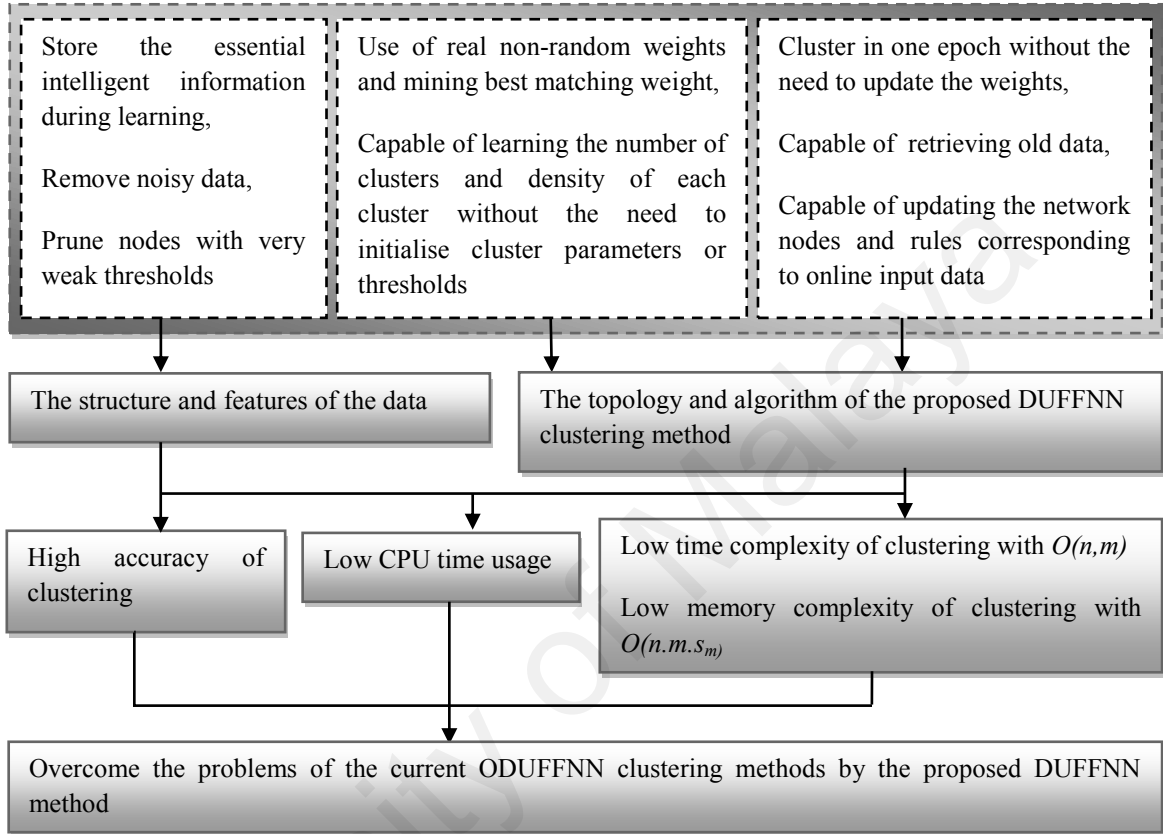 Store the essential
intelligent information
during learning,
Remove noisy data,
Prune nodes with very
weak thresholds
Use of real non-random weights
and mining best matching weight,
Capable of learning the number of
clusters and density of each
cluster without the need to
initialise cluster parameters or
thresholds
Cluster in one epoch without the
need to update the weights,
Capable of retrieving old data,
Capable of updating the network
nodes and rules corresponding
to online input data
The structure and features of the data
The topology and algorithm of the proposed DUFFNN
clustering method
High accuracy of
clustering
Low CPU time usage
Low time complexity of clustering with O(n,m)
Low memory complexity of clustering with
O(n.m.sm)
Overcome the problems of the current ODUFFNN clustering methods by the proposed DUFFNN
method
ity of Malaya